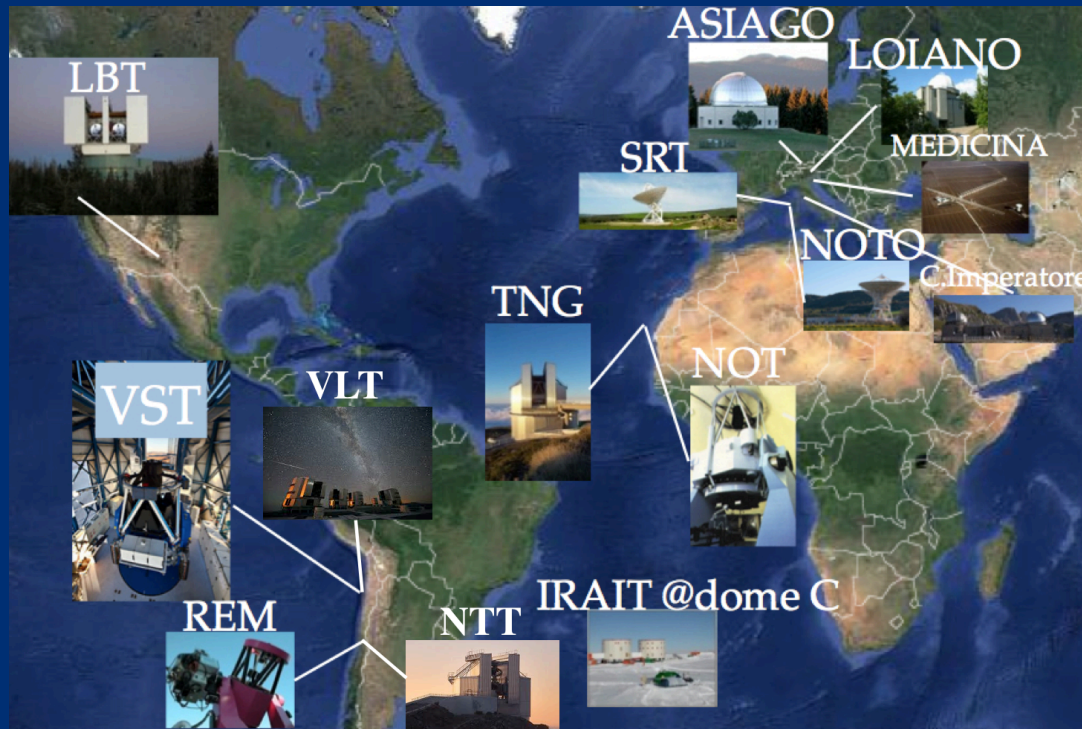 ASIAGO
LOIANO
LBT
MEDICINA
SRT
NOTO
C.Imperatore
TNG
NOT
VLT
VST
IRAIT @dome C
REM
NTT